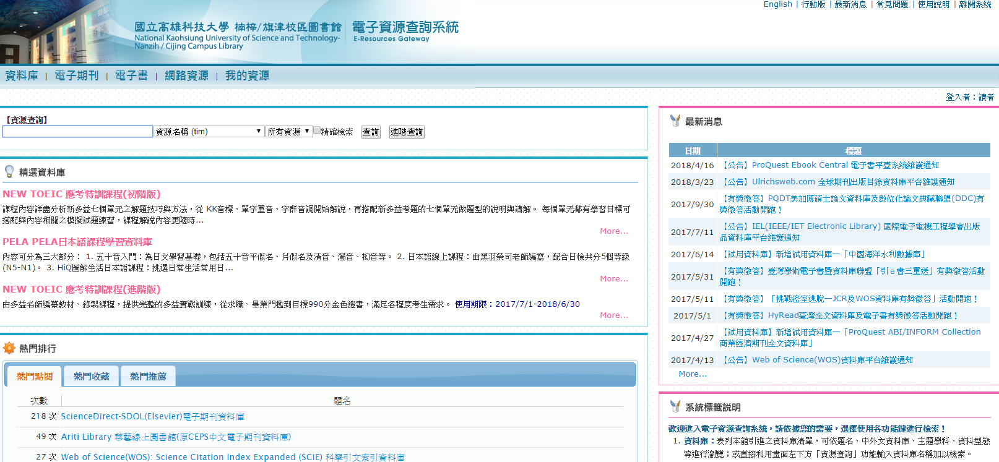 English | 行動版 | 最新消息 | 常見問題 | 使用說明 | 離開系統
國立高雄科技大學 楠梓/旗津校區圖書館 電子資源查詢系統
National Kaohsiung University of Science and Technology- E-Resources Gateway
Nanzih / Cijing Campus Library
資料庫 | 電子期刊 | 電子書 | 網路資源 | 我的資源
登入者：讀者
【資源查詢】
資源名稱 (tim) 所有資源 精確檢索 查詢 進階查詢
精選資料庫
NEW TOEIC 應考特訓課程(初階版)
課程內容詳盡分析新多益七個單元之解題技巧與方法，從 KK音標、單字重音、字群音調開始解說，再搭配新多益考題的七個單元做題型的說明與講解。 每個單元都有學習目標可
搭配與內容相關之模擬試題練習，課程解說內容更隨時...
More...
PELA PELA日本語課程學習資料庫
內容可分為三大部分： 1. 五十音入門：為日文學習基礎，包括五十音平假名、片假名及清音、濁音、拗音等。 2. 日本語線上課程：由黑羽榮司老師編寫，配合日檢共分5個等級
(N5-N1)。 3. HiQ圖解生活日本語課程：挑選日常生活常用日...
More...
NEW TOEIC 應考特訓課程(進階版)
由多益名師編纂教材、錄製課程，提供完整的多益實戰訓練，從求職、畢業門檻到目標990分金色證書，滿足各程度考生需求。 使用期限：2017/7/1-2018/6/30
More...
熱門排行
熱門點閱 熱門收藏 熱門推薦
次數 題名
218 次 ScienceDirect-SDOL(Elsevier)電子期刊資料庫
49 次 Ariti Library 華藝線上圖書館(原CEPS中文電子期刊資料庫)
27 次 Web of Science(WOS): Science Citation Index Expanded (SCIE) 科學引文索引資料庫
最新消息
日期 標題
2018/4/16 【公告】ProQuest Ebook Central 電子書平臺系統維護通知
2018/3/23 【公告】Ulrichsweb.com 全球期刊出版目錄資料庫平台維護通知
2017/9/30 【有獎徵答】PQDT美加博碩士論文資料庫及數位化論文典藏聯盟(DDC)有
獎徵答活動開跑！
2017/7/11 【公告】IEL(IEEE/IET Electronic Library) 國際電子電機工程學會出版
品資料庫平台維護通知
2017/6/14 【試用資料庫】新增試用資料庫—「中國海洋水利數據庫」
2017/5/31 【有獎徵答】臺灣學術電子書暨資料庫聯盟「引ｅ書三重送」有獎徵答活動
開跑！
2017/5/11 【有獎徵答】「挑戰密室逃脫—JCR及WOS資料庫有獎徵答」活動開跑！
2017/5/1 【有獎徵答】HyRead臺灣全文資料庫及電子書有獎徵答活動開跑！
2017/4/27 【試用資料庫】新增試用資料庫—「ProQuest ABI/INFORM Collection
商業經濟期刊全文資料庫」
2017/4/13 【公告】Web of Science(WOS)資料庫平台維護通知
More...
系統標籤說明
歡迎進入電子資源查詢系統，請依據您的需要，選擇使用各功能鍵進行檢索！
1. 資料庫：表列本館引進之資料庫清單，可依題名、中外文資料庫、主題學科、資料型態
等進行瀏覽；或直接利用畫面左下方「資源查詢」功能輸入資料庫名稱加以檢索。